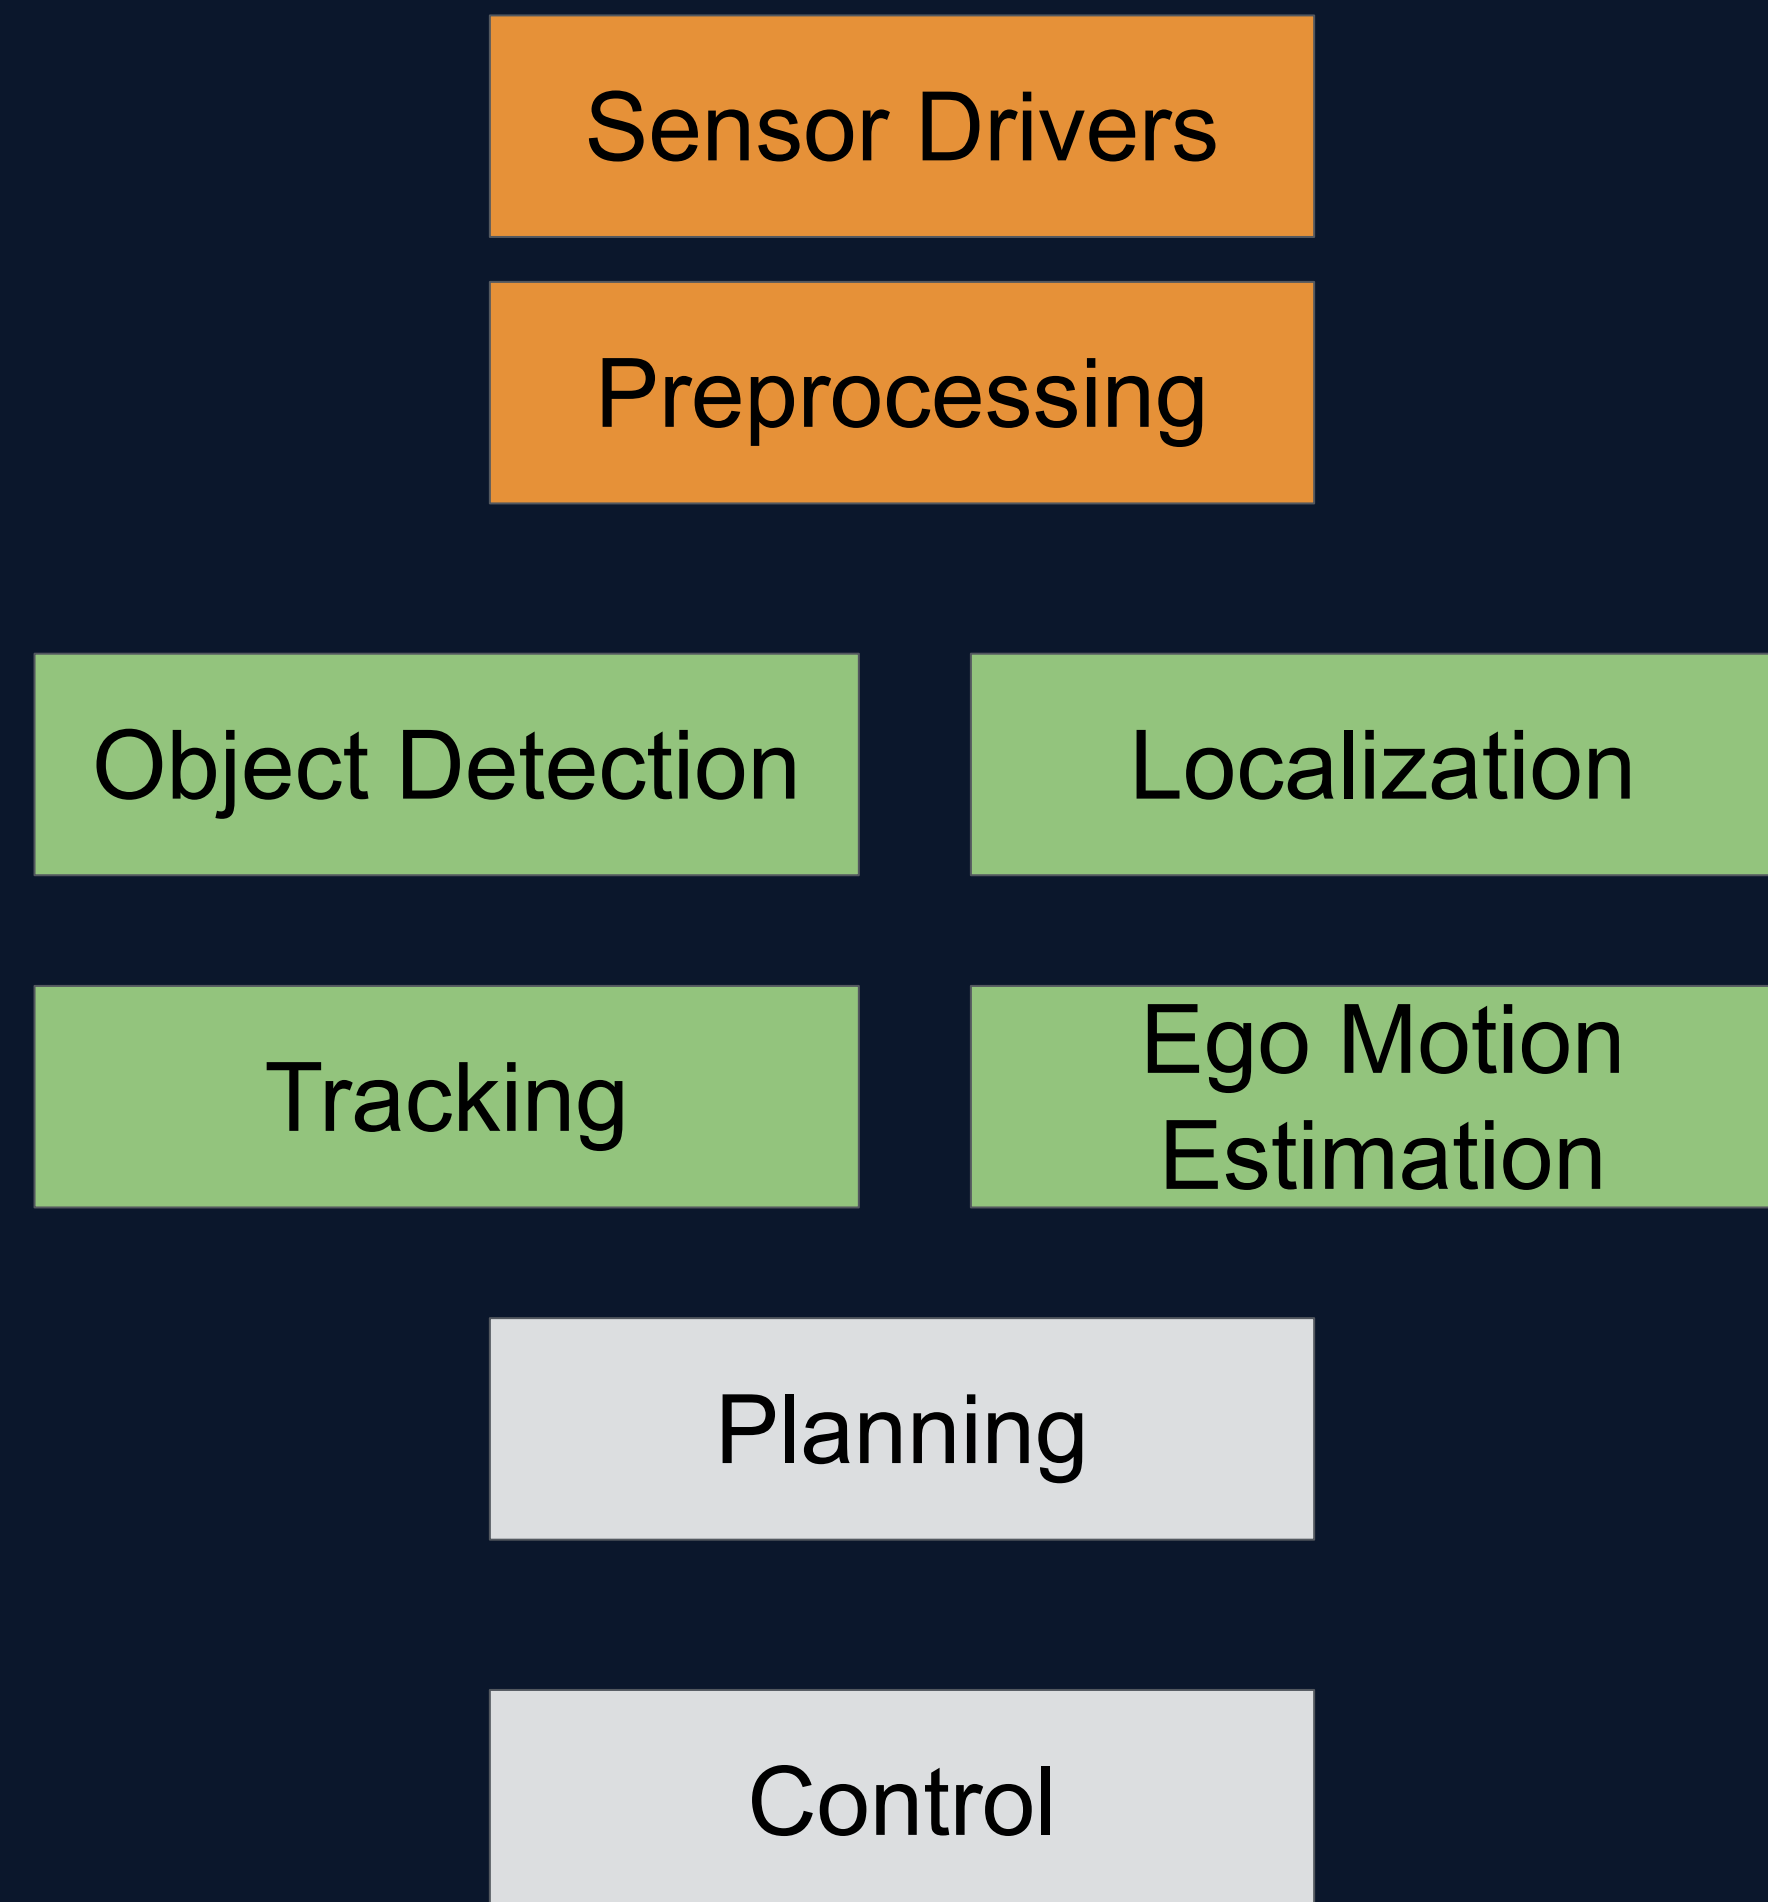 Sensor Drivers
Preprocessing
Object Detection
Localization
Tracking
Ego Motion
Estimation
Planning
Control